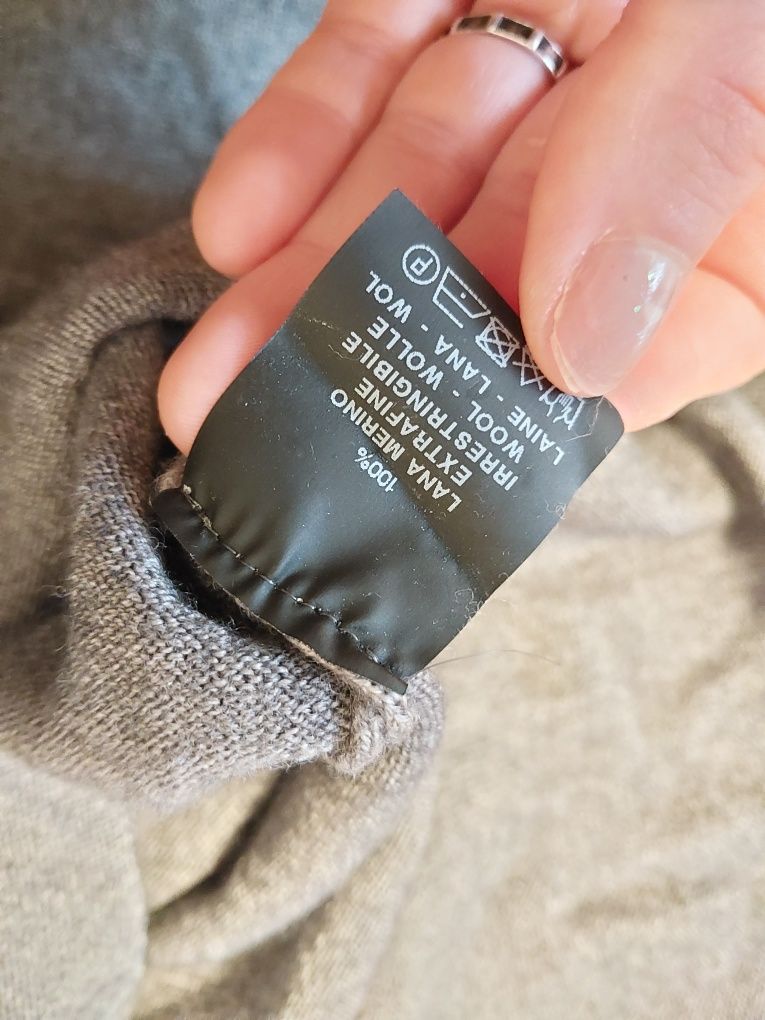 100%
LANA MERINO
EXTRAFINE
IRRESTRINGIBILE
WOOL - WOLLE
LAINE - LANA - WOL
P